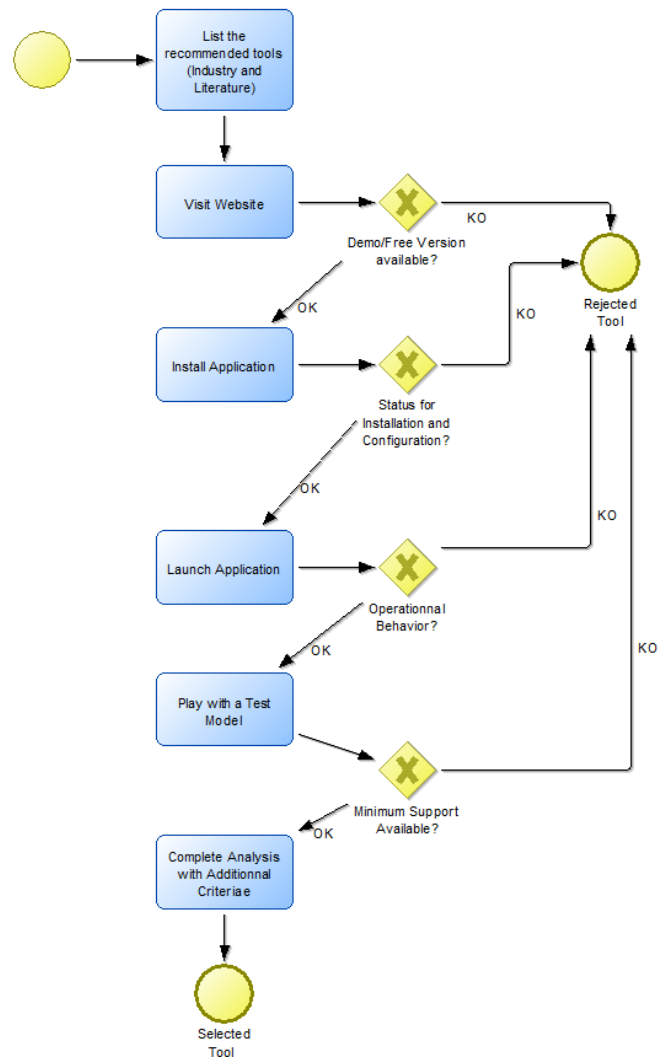 List the
recommended tools
(Industry and
Literature)
Visit Website
KO
Demo/Free Version
available?
Rejected
Tool
OK
KO
Install Application
Status for
Installation and
Configuration?
OK
KO
Launch Application
Operationnal
Behavior?
OK
KO
Play with a Test
Model
Minimum Support
Available?
OK
Complete Analysis
with Additionnal
Criteriae
Selected
Tool